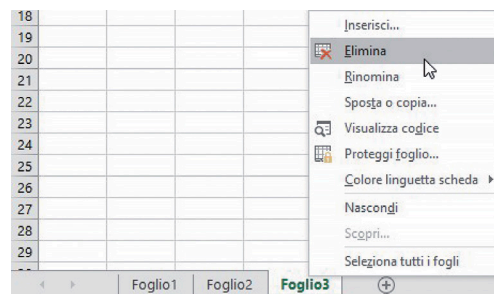 18
19
20
21
22
23
24
25
26
27
28
29
Inserisci...
Elimina
Rinomina
Sposta o copia...
Visualizza codice
Proteggi foglio...
Colore linguetta scheda
Nascondi
Scopri...
Seleziona tutti i fogli
Foglio1 Foglio2 Foglio3